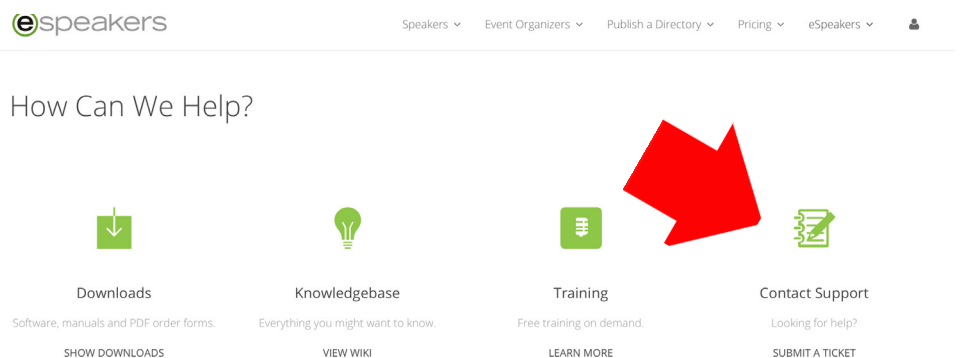 espeakers
Speakers Event Organizers Publish a Directory Pricing eSpeakers
How Can We Help?
Downloads Knowledgebase Training Contact Support
Software, manuals and PDF order forms. Everything you might want to know. Free training on demand. Looking for help?
SHOW DOWNLOADS VIEW WIKI LEARN MORE SUBMIT A TICKET